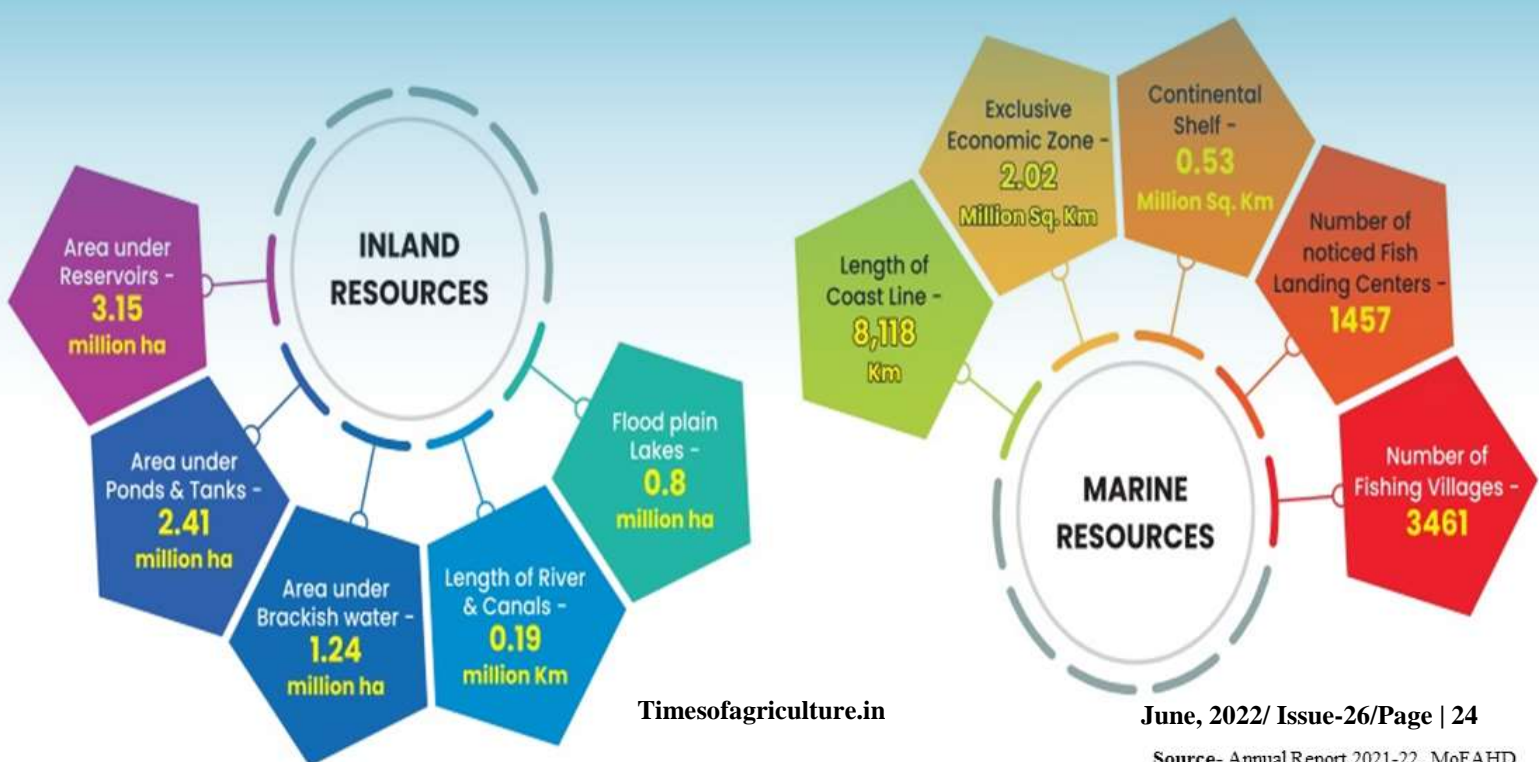 INLAND
RESOURCES
Area under
Reservoirs -
3.15
million ha
Area under
Ponds & Tanks -
2.41
million ha
Area under
Brackish water -
1.24
million ha
Length of River
& Canals -
0.19
million Km
Flood plain
Lakes -
0.8
million ha
MARINE
RESOURCES
Length of
Coast Line -
8,118
Km
Exclusive
Economic Zone -
2.02
Million Sq. Km
Continental
Shelf -
0.53
Million Sq. Km
Number of
noticed Fish
Landing Centers -
1457
Number of
Fishing Villages -
3461
Timesofagriculture.in
June, 2022/ Issue-26/Page | 24
Source- Annual Report 2021-22, MoFAHD